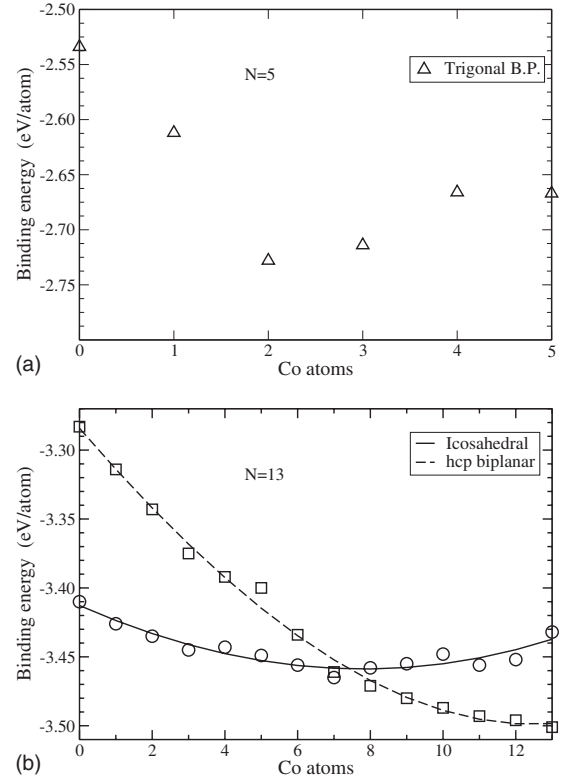 -2.50
-2.55
-2.60
-2.65
-2.70
-2.75
Binding energy (eV/atom)
N=5
Trigonal B.P.
0 1 2 3 4 5
Co atoms
(a)
-3.30
-3.35
-3.40
-3.45
-3.50
Binding energy (eV/atom)
N=13
Icosahedral
hcp biplanar
0 2 4 6 8 10 12
Co atoms
(b)